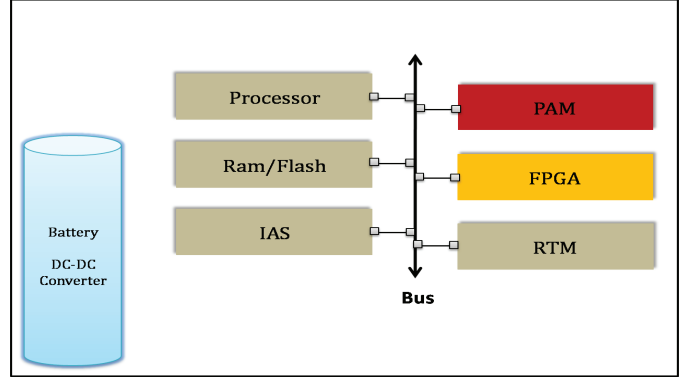 Processor
PAM
Ram/Flash
FPGA
IAS
RTM
Battery
DC-DC
Converter
Bus